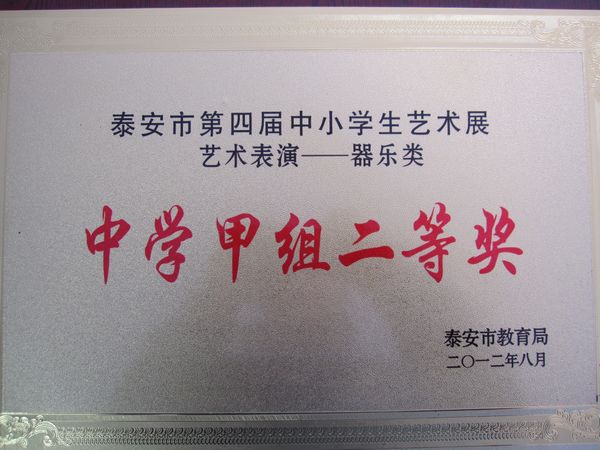 泰安市第四届中小学生艺术展
艺术表演——器乐类
中学甲组二等奖
泰安市教育局
二〇一二年八月